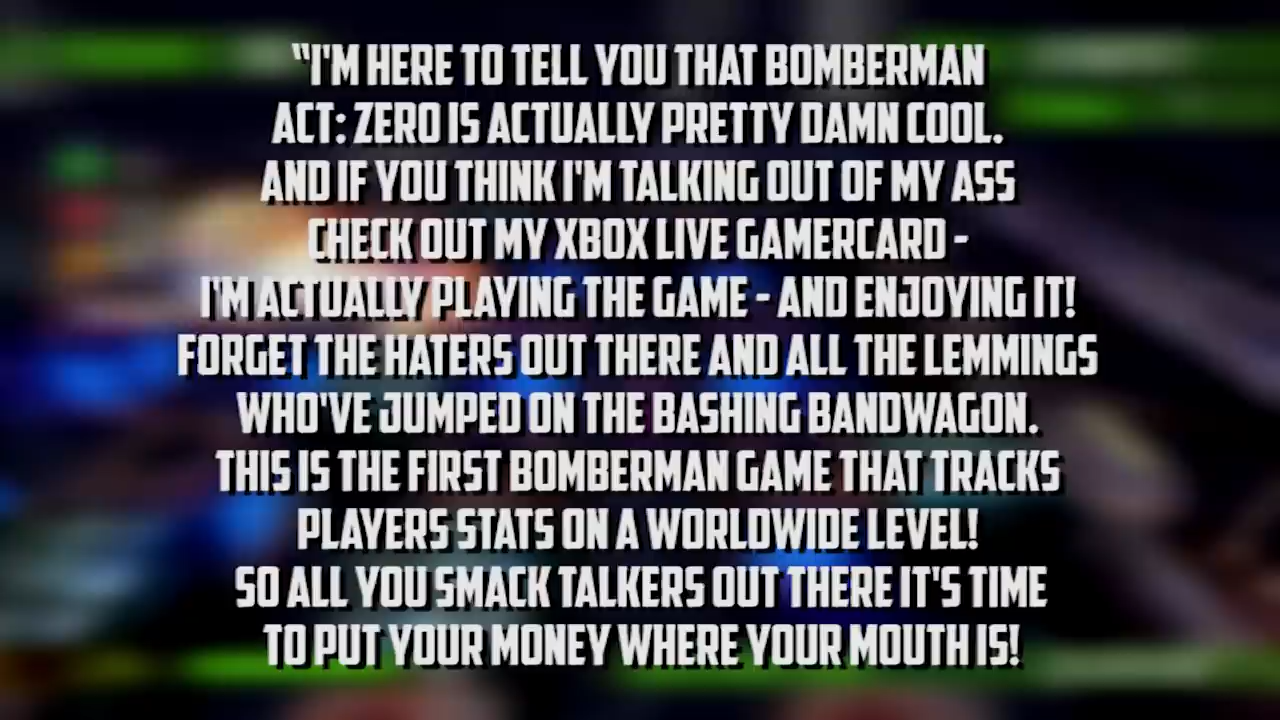 “I'M HERE TO TELL YOU THAT BOMBERMAN
ACT: ZERO IS ACTUALLY PRETTY DAMN COOL.
AND IF YOU THINK I'M TALKING OUT OF MY ASS
CHECK OUT MY XBOX LIVE GAMERCARD -
I'M ACTUALLY PLAYING THE GAME - AND ENJOYING IT!
FORGET THE HATERS OUT THERE AND ALL THE LEMMINGS
WHO'VE JUMPED ON THE BASHING BANDWAGON.
THIS IS THE FIRST BOMBERMAN GAME THAT TRACKS
PLAYERS STATS ON A WORLDWIDE LEVEL!
SO ALL YOU SMACK TALKERS OUT THERE IT'S TIME
TO PUT YOUR MONEY WHERE YOUR MOUTH IS!